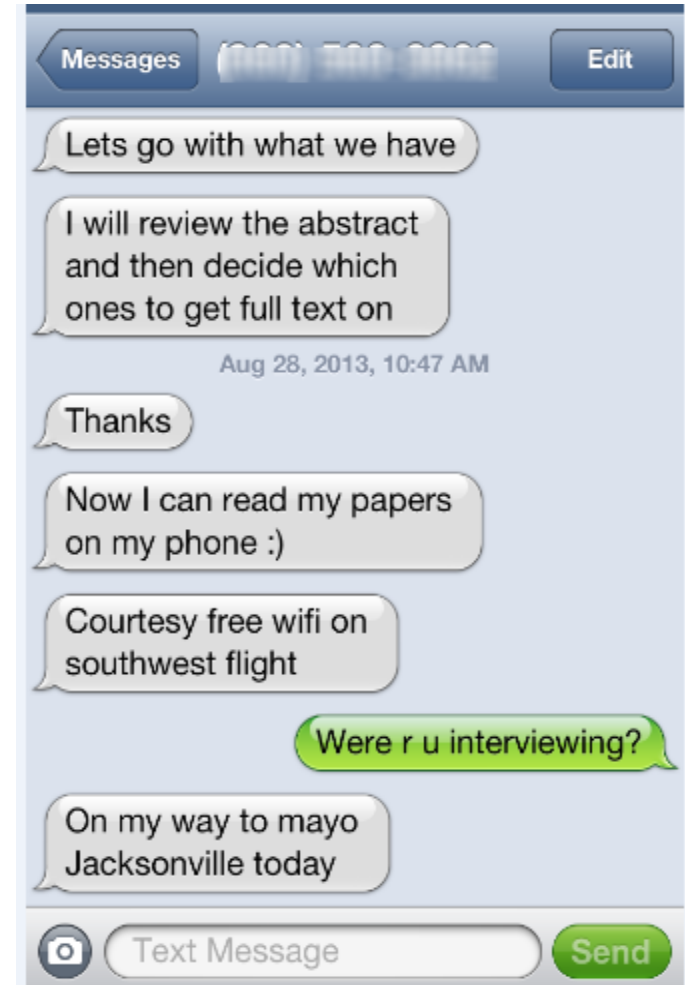 Messages
Edit
Lets go with what we have
I will review the abstract
and then decide which
ones to get full text on
Aug 28, 2013, 10:47 AM
Thanks
Now I can read my papers
on my phone :)
Courtesy free wifi on
southwest flight
Were r u interviewing?
On my way to mayo
Jacksonville today
Text Message
Send